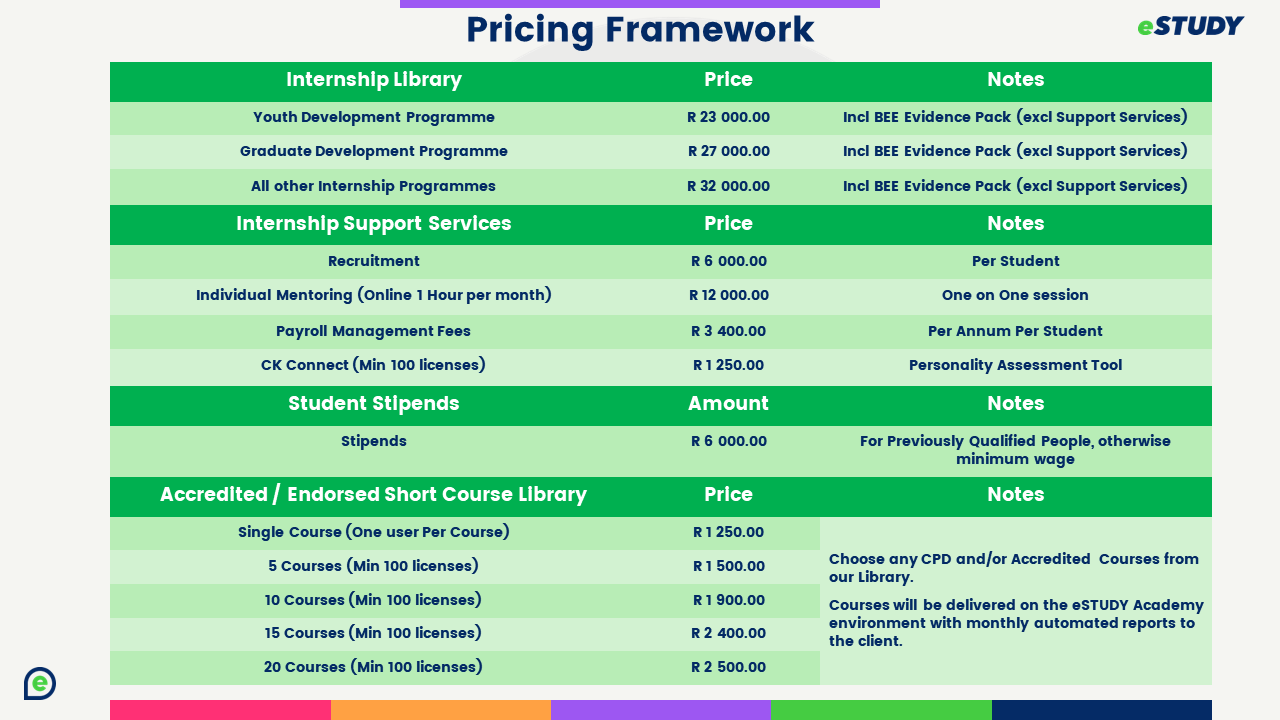 Pricing Framework
eSTUDY
Internship Library Price Notes
Youth Development Programme R 23 000.00 Incl BEE Evidence Pack (excl Support Services)
Graduate Development Programme R 27 000.00 Incl BEE Evidence Pack (excl Support Services)
All other Internship Programmes R 32 000.00 Incl BEE Evidence Pack (excl Support Services)
Internship Support Services Price Notes
Recruitment R 6 000.00 Per Student
Individual Mentoring (Online 1 Hour per month) R 12 000.00 One on One session
Payroll Management Fees R 3 400.00 Per Annum Per Student
CK Connect (Min 100 licenses) R 1 250.00 Personality Assessment Tool
Student Stipends Amount Notes
Stipends R 6 000.00 For Previously Qualified People, otherwise
minimum wage
Accredited / Endorsed Short Course Library Price Notes
Single Course (One user Per Course) R 1 250.00
5 Courses (Min 100 licenses) R 1 500.00
10 Courses (Min 100 licenses) R 1 900.00
15 Courses (Min 100 licenses) R 2 400.00
20 Courses (Min 100 licenses) R 2 500.00
Choose any CPD and/or Accredited Courses from
our Library.
Courses will be delivered on the eSTUDY Academy
environment with monthly automated reports to
the client.
e